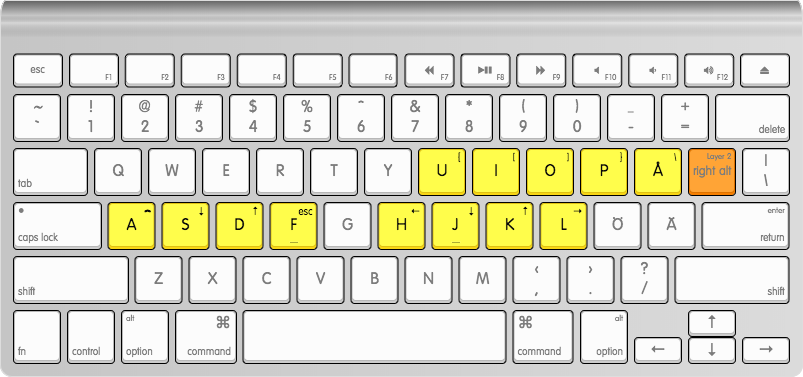 esc F1 F2 F3 F4 F5 F6 F7 F8 F9 F10 F11 F12
~ ! @ # $ % ˆ & * ( ) _ +
` 1 2 3 4 5 6 7 8 9 0 - = delete
{ [ ] } \ Layer 2 |
tab Q W E R T Y U I O P Å right alt \
ˆ ↓ ↑ esc ← ↓ ↑ → enter
caps lock A S D F G H J K L Ö Ä return
‹ › ?
shift Z X C V B N M , . / shift
alt ⌘ ⌘ alt ↑
fn control option command command option ← ↓ →